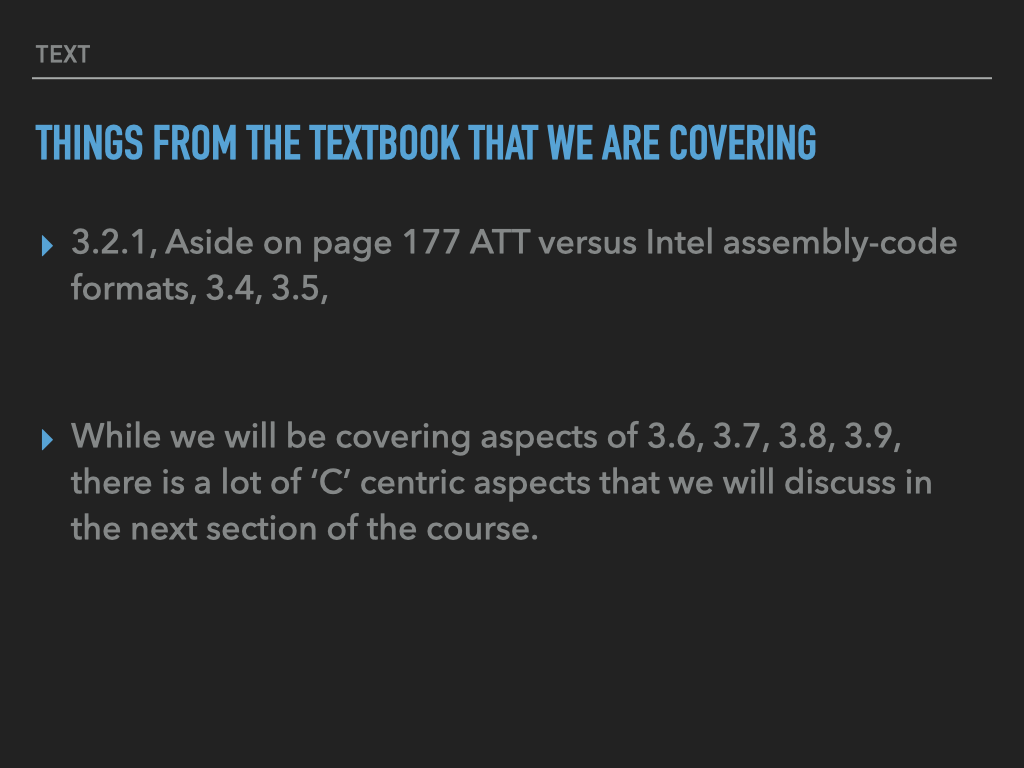 TEXT
THINGS FROM THE TEXTBOOK THAT WE ARE COVERING
3.2.1, Aside on page 177 ATT versus Intel assembly-code
formats, 3.4, 3.5,
While we will be covering aspects of 3.6, 3.7, 3.8, 3.9,
there is a lot of ‘C’ centric aspects that we will discuss in
the next section of the course.